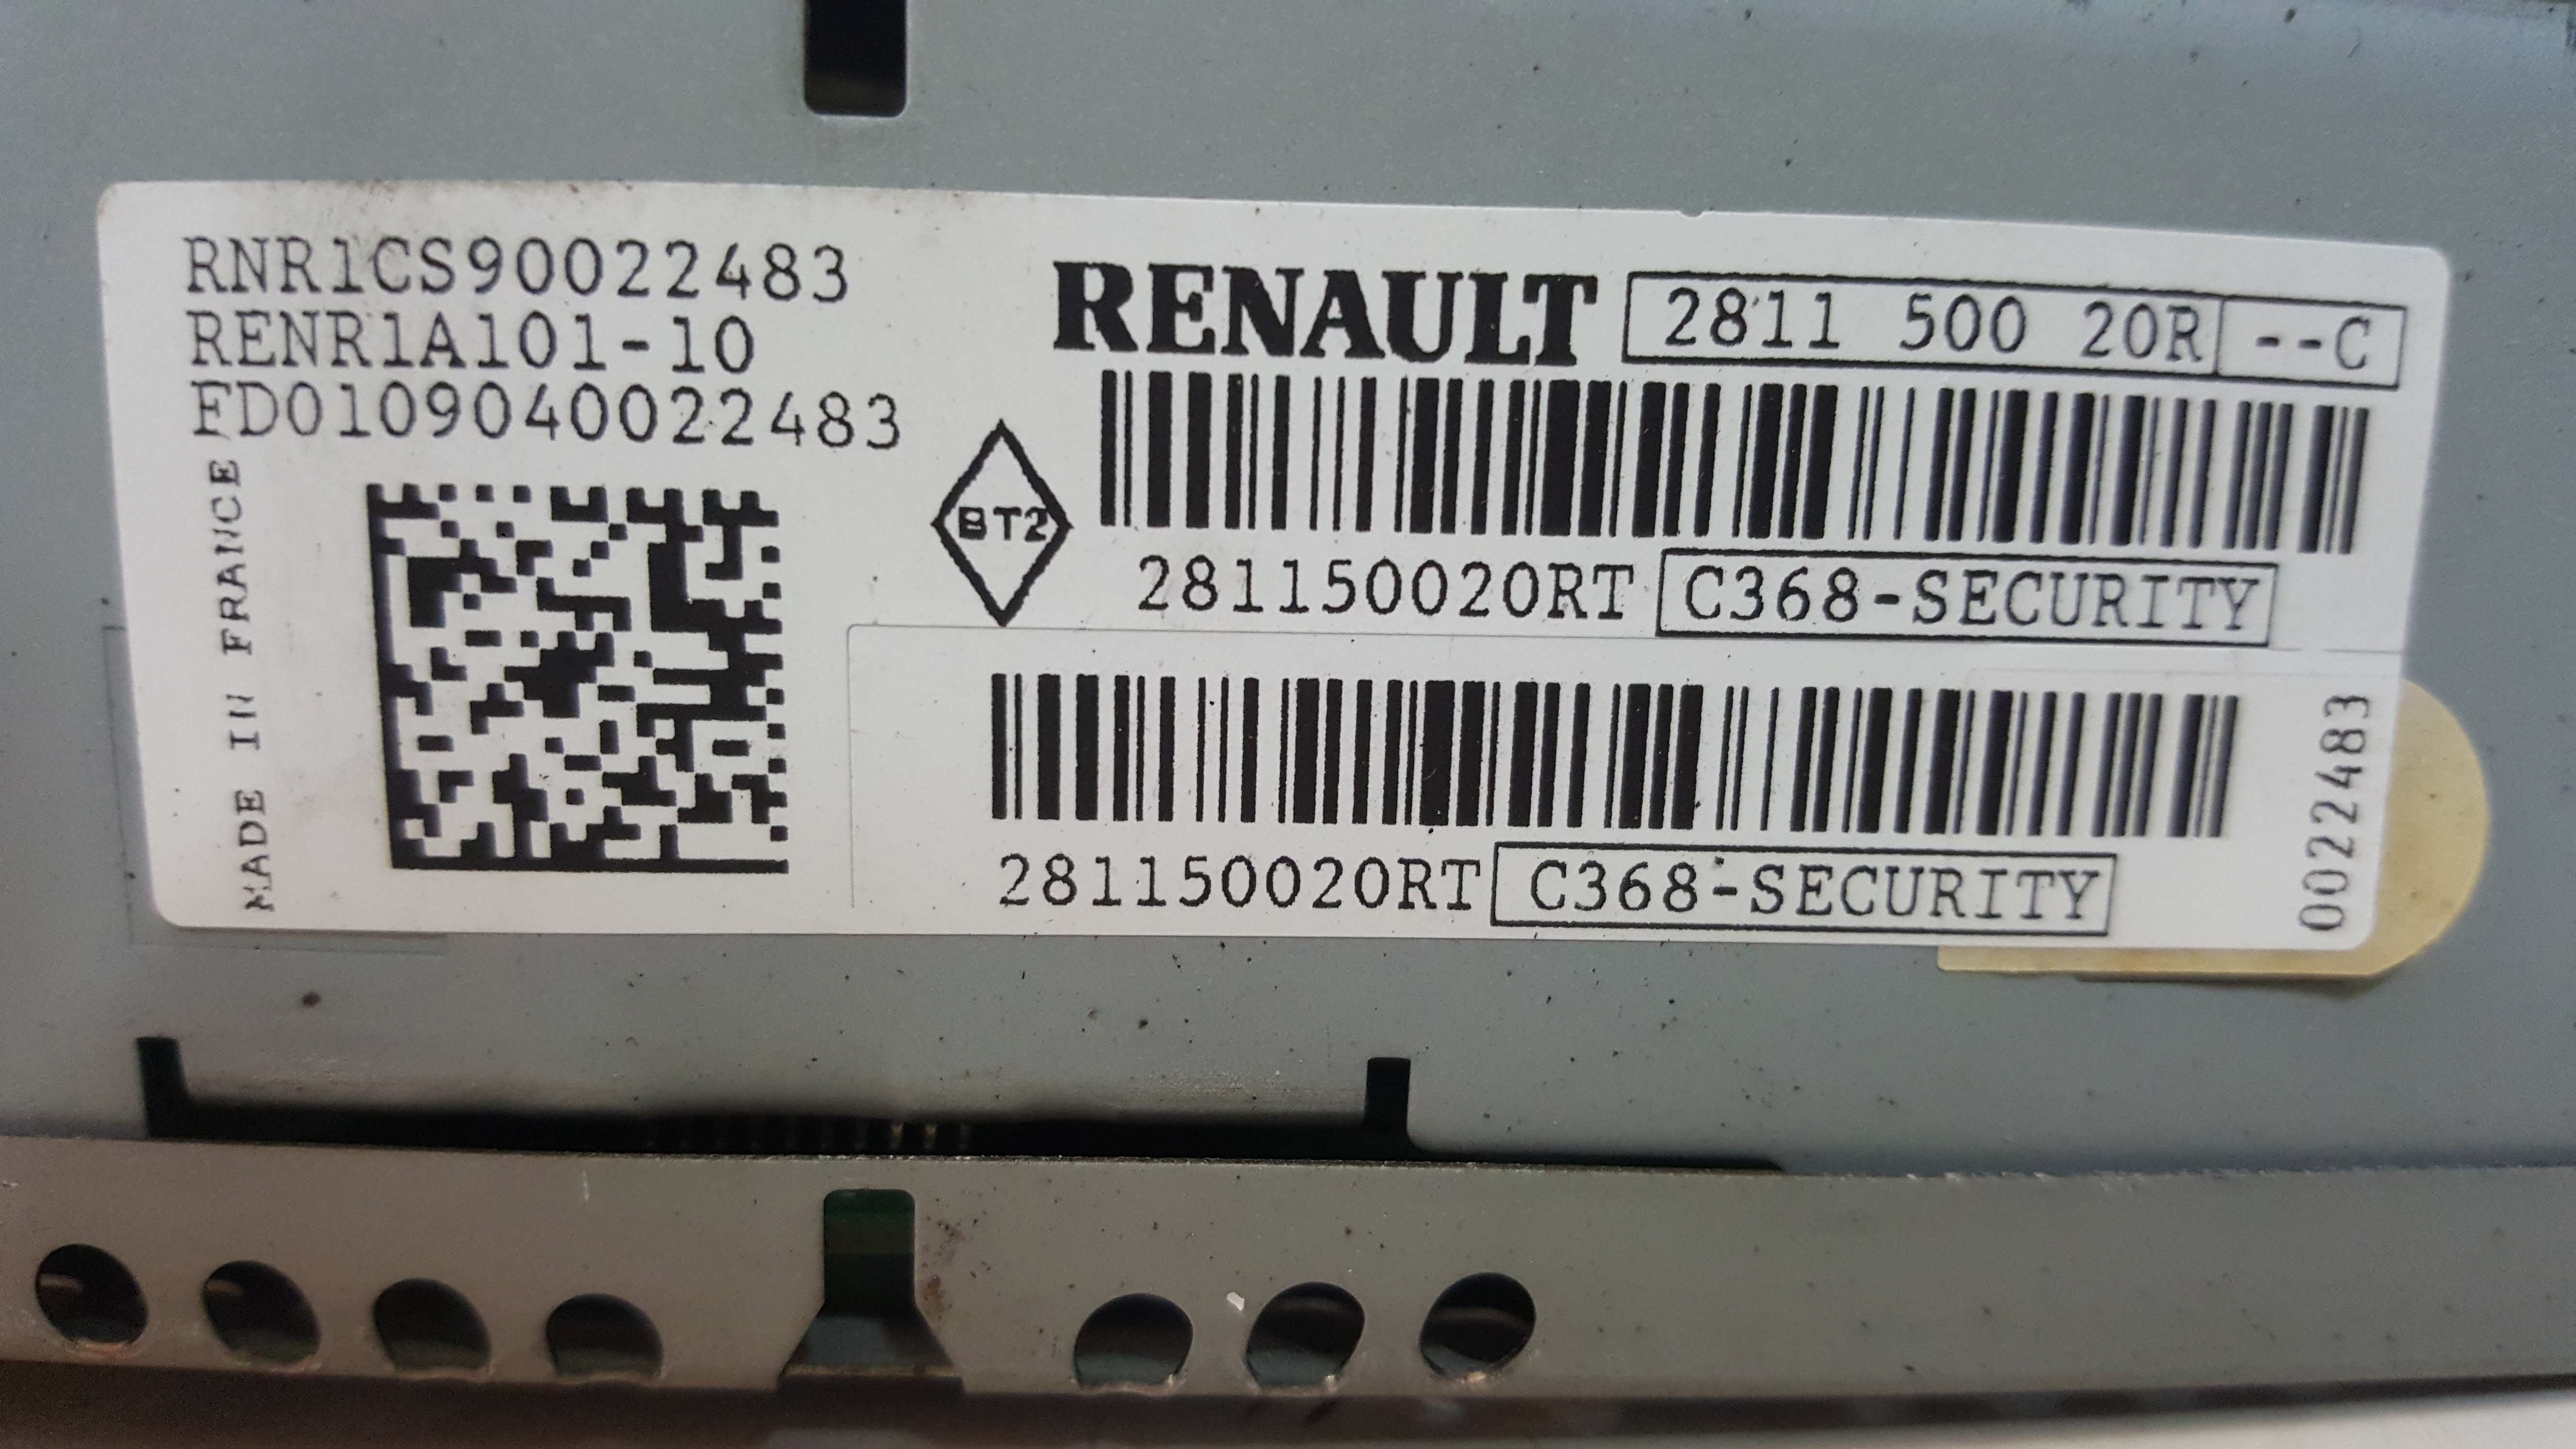 RNR1CS90022483
RENR1A101-10
FD0109040022483
MADE IN FRANCE
RENAULT 2811 500 20R --C
BT2
281150020RT C368-SECURITY
281150020RT C368-SECURITY
0022483